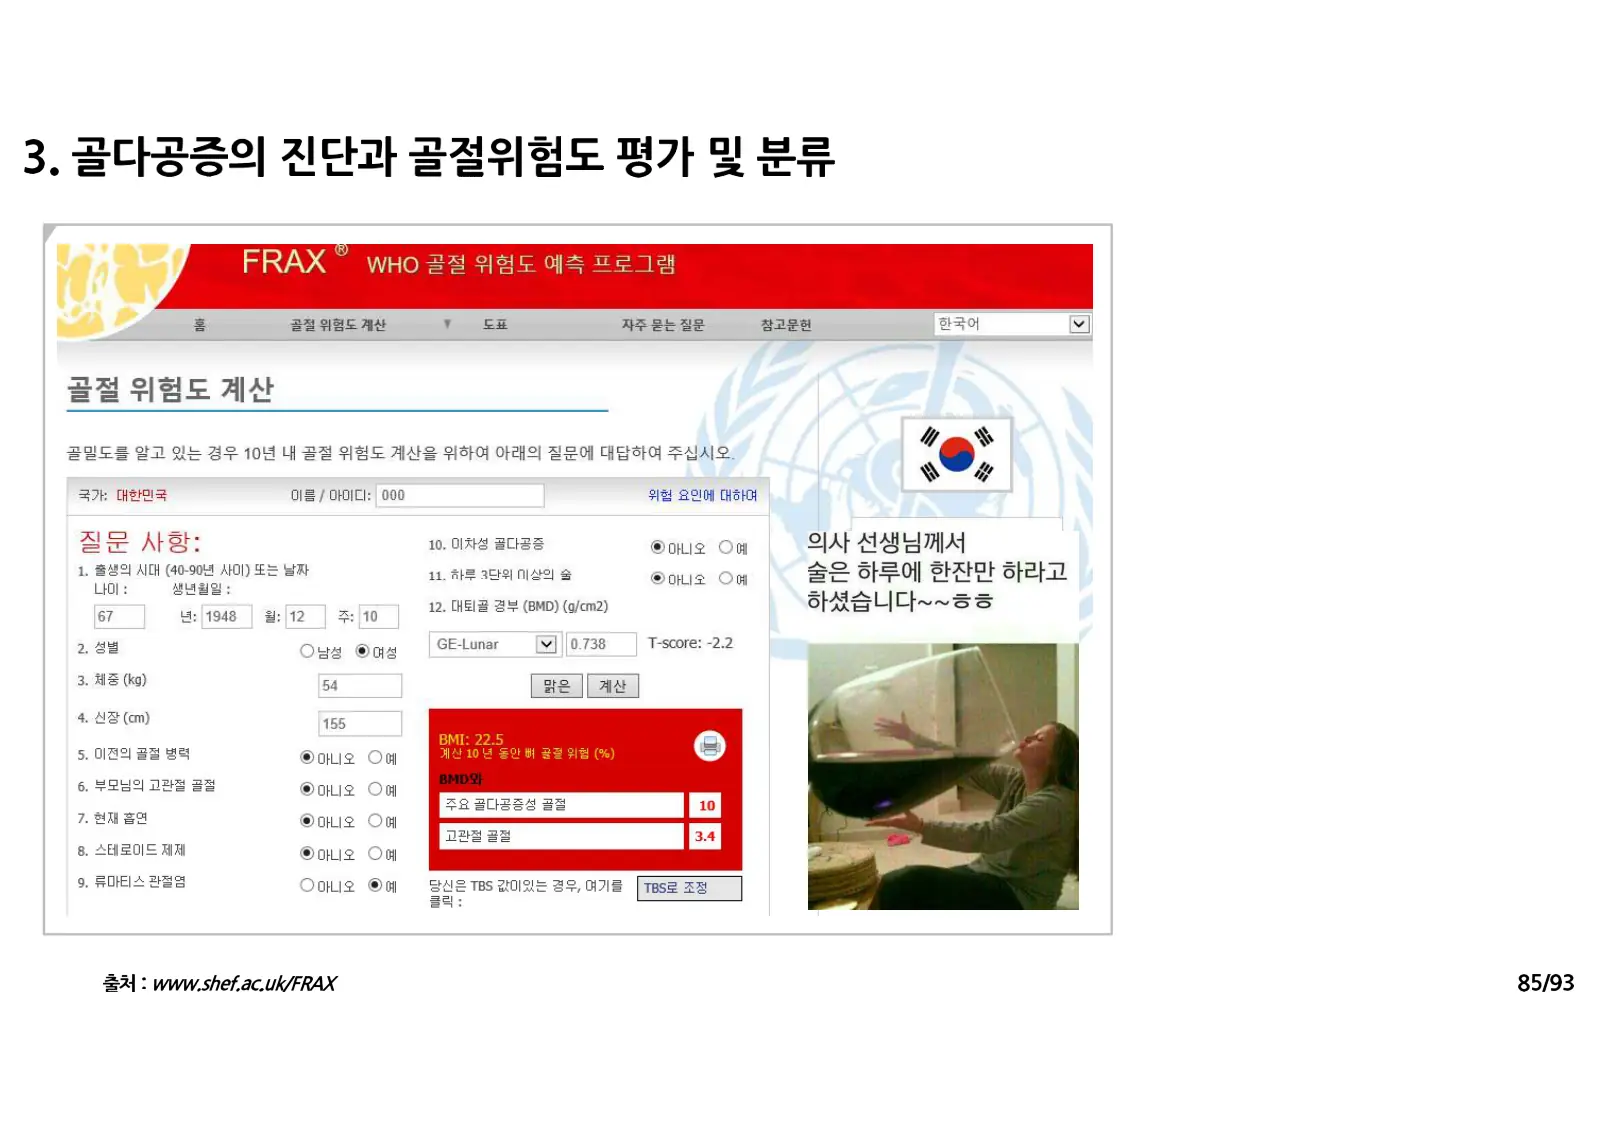 3. 골다공증의 진단과 골절위험도 평가 및 분류
FRAX ® WHO 골절 위험도 예측 프로그램
홈 골절 위험도 계산 ▼ 도표 자주 묻는 질문 참고문헌 한국어
골절 위험도 계산
골밀도를 알고 있는 경우 10년 내 골절 위험도 계산을 위하여 아래의 질문에 대답하여 주십시오.
국가: 대한민국 이름 / 아이디: 000 위험 요인에 대하여
질문 사항:
1. 출생의 시대 (40-90년 사이) 또는 날짜
나이 : 생년월일 :
67 년: 1948 월: 12 주: 10
2. 성별 남성 여성
3. 체중 (kg) 54
4. 신장 (cm) 155
5. 이전의 골절 병력 아니오 예
6. 부모님의 고관절 골절 아니오 예
7. 현재 흡연 아니오 예
8. 스테로이드 제제 아니오 예
9. 류마티스 관절염 아니오 예
10. 이차성 골다공증 아니오 예
11. 하루 3단위 이상의 술 아니오 예
12. 대퇴골 경부 (BMD) (g/cm2)
GE-Lunar 0.738 T-score: -2.2
맑은 계산
BMI: 22.5
계산 10 년 동안 뼈 골절 위험 (%)
BMD와
주요 골다공증성 골절 10
고관절 골절 3.4
당신은 TBS 값이있는 경우, 여기를
클릭 :
TBS로 조정
의사 선생님께서
술은 하루에 한잔만 하라고
하셨습니다~~ㅎㅎ
출처 : www.shef.ac.uk/FRAX
85/93